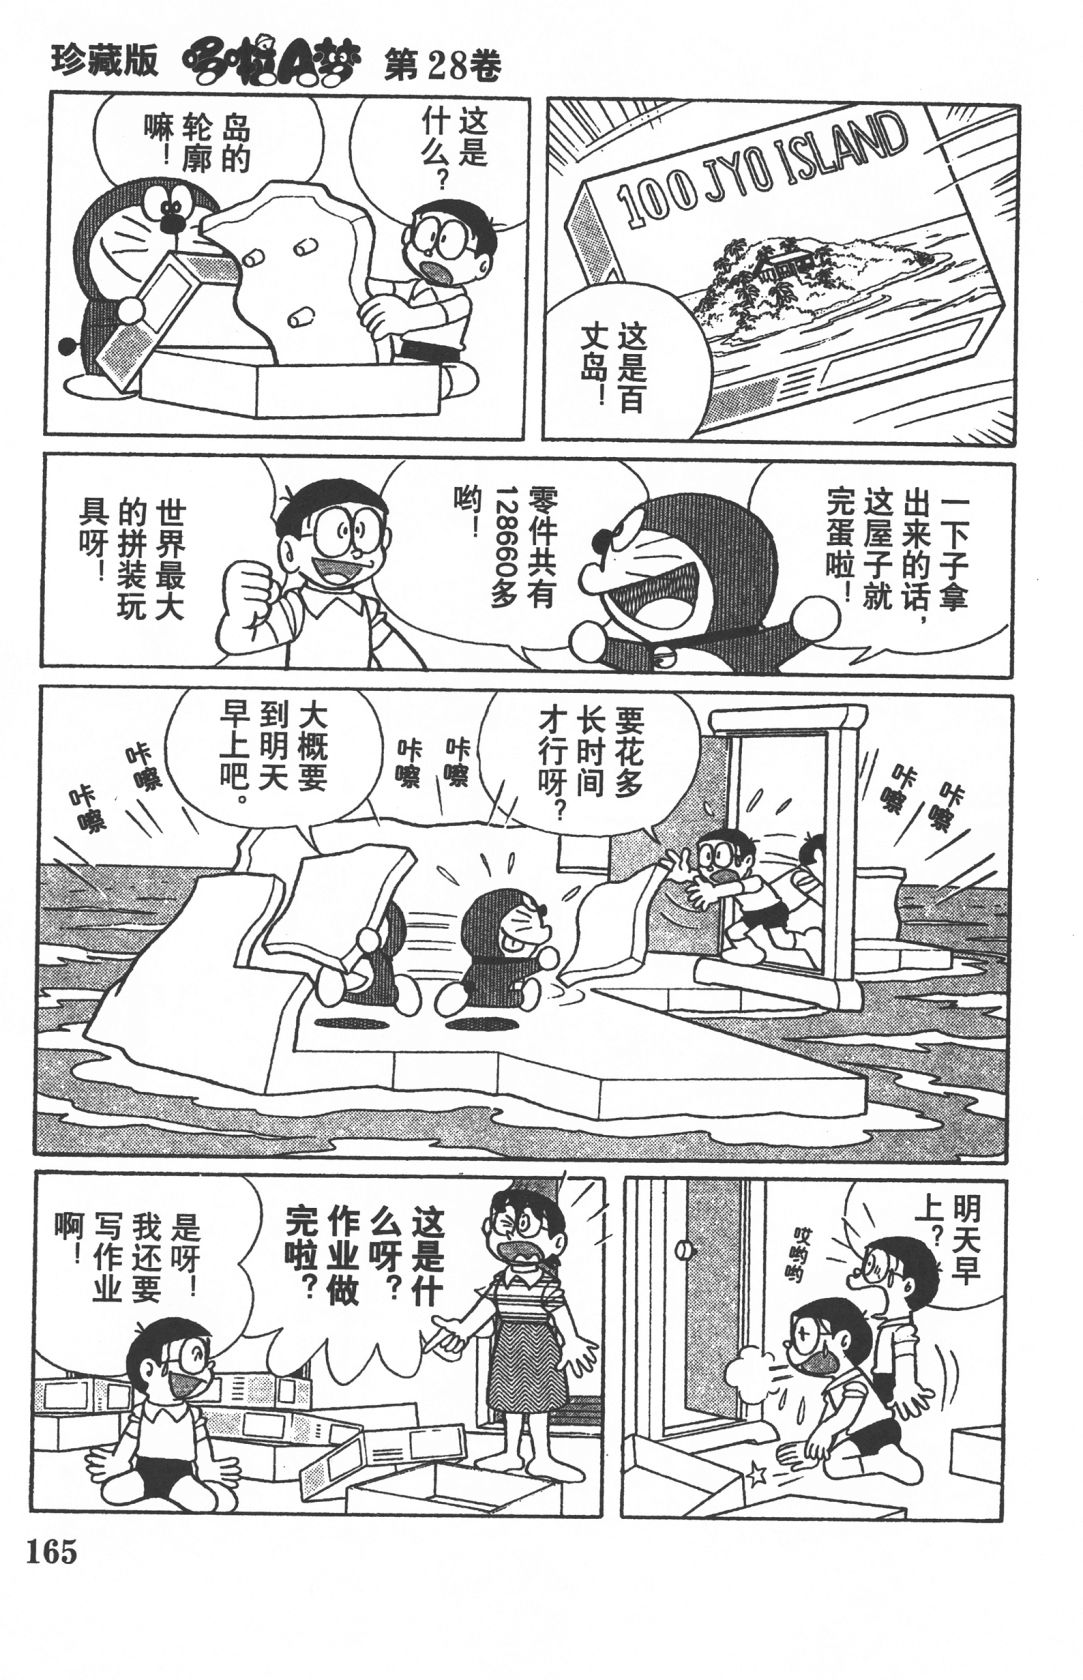 珍藏版 哆啦A梦 第28卷
100 JYO ISLAND
这是百
丈岛!
这是
什么?
岛的
轮廓
嘛!
一下子拿
出来的话,
这屋子就
完蛋啦!
零件共有
128660多
哟!
世界最大
的拼装玩
具呀!
要花多
长时间
才行呀?
大概要
到明天
早上吧。
咔嚓
咔嚓
咔嚓
咔嚓
咔嚓
咔嚓
明天早
上?
哎哟哟
这是什
么呀?
作业做
完啦?
是呀!
我还要
写作业
啊!
165